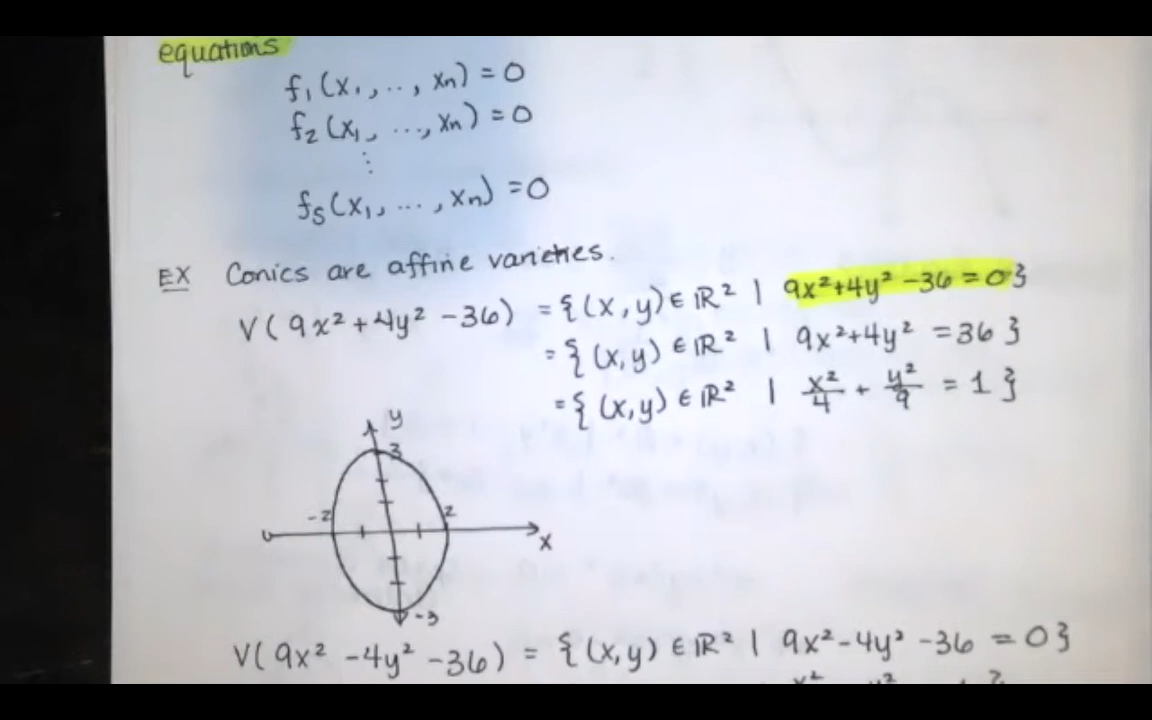 equations
f₁(x₁,..,xn) = 0
f₂(x₁,...,xn) = 0
⋮
fs(x₁,...,xn) = 0
EX Conics are affine varieties.
V(9x²+4y²-36) = {(x,y) ∈ ℝ² | 9x²+4y²-36=0}
= {(x,y) ∈ ℝ² | 9x²+4y² = 36}
= {(x,y) ∈ ℝ² | x²/4 + y²/9 = 1}
y
3
-2 2
x
-3
V(9x²-4y²-36) = {(x,y) ∈ ℝ² | 9x²-4y²-36 = 0}